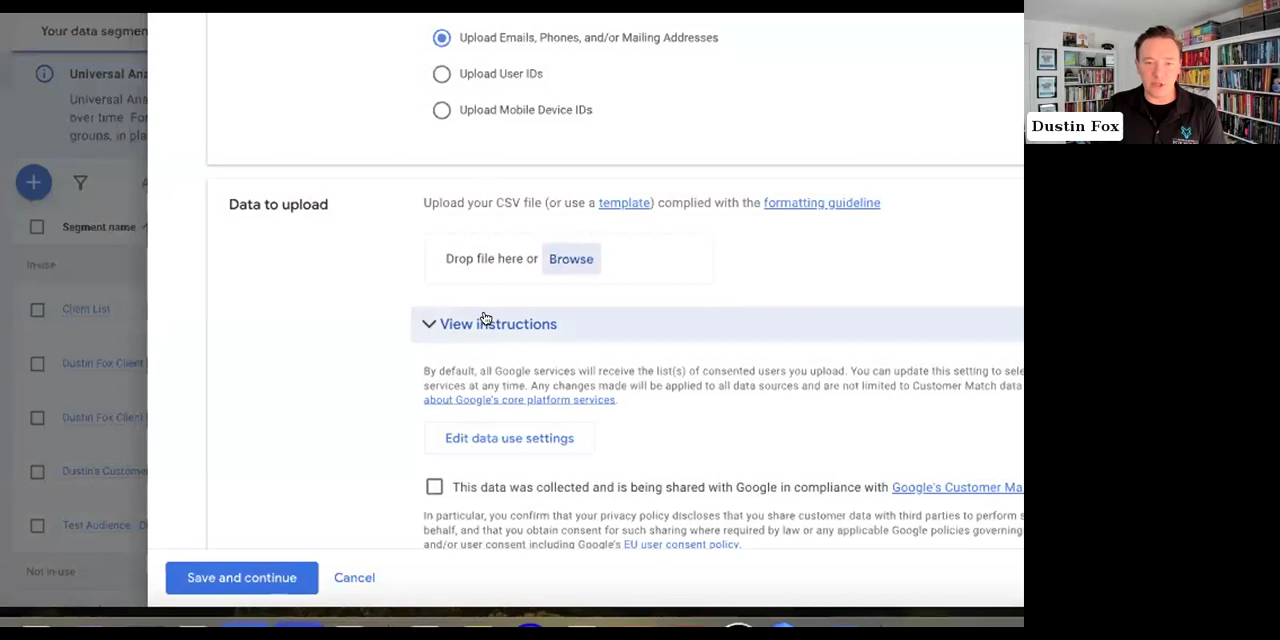 Your data segmen
Universal Ana
Universal Ana
over time. For
groups, in pla
Segment name
In-use
Client List
Dustin Fox Client
Dustin Fox Client
Dustin's Custome
Test Audience D
Not in-use
Upload Emails, Phones, and/or Mailing Addresses
Upload User IDs
Upload Mobile Device IDs
Data to upload
Upload your CSV file (or use a template) complied with the formatting guideline
Drop file here or Browse
View instructions
By default, all Google services will receive the list(s) of consented users you upload. You can update this setting to sele
services at any time. Any changes made will be applied to all data sources and are not limited to Customer Match data
about Google's core platform services.
Edit data use settings
This data was collected and is being shared with Google in compliance with Google's Customer Ma
In particular, you confirm that your privacy policy discloses that you share customer data with third parties to perform s
behalf, and that you obtain consent for such sharing where required by law or any applicable Google policies governing
and/or user consent including Google's EU user consent policy.
Save and continue
Cancel
Dustin Fox